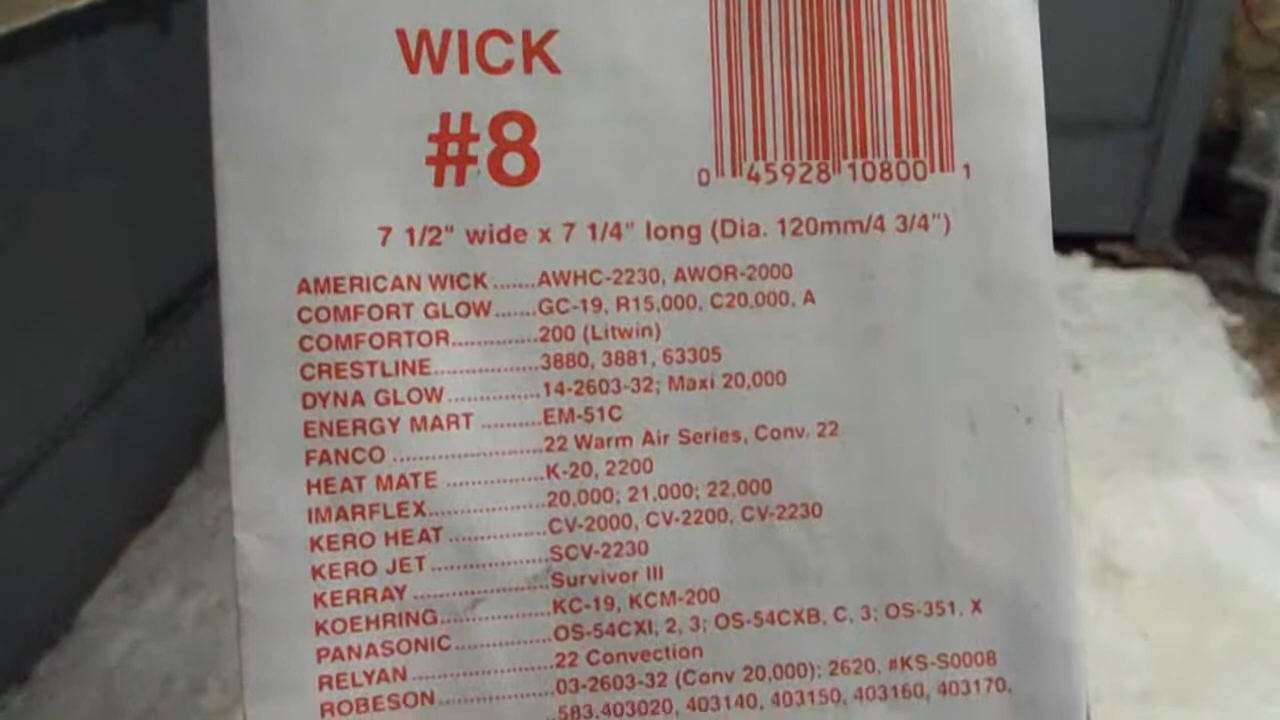 WICK
#8
0 45928 10800 1
7 1/2" wide x 7 1/4" long (Dia. 120mm/4 3/4")
AMERICAN WICK.......AWHC-2230, AWOR-2000
COMFORT GLOW.......GC-19, R15,000, C20,000, A
COMFORTOR..............200 (Litwin)
CRESTLINE.................3880, 3881, 63305
DYNA GLOW...............14-2603-32; Maxi 20,000
ENERGY MART ..........EM-51C
FANCO .........................22 Warm Air Series, Conv. 22
HEAT MATE ................K-20, 2200
IMARFLEX...................20,000; 21,000; 22,000
KERO HEAT ................CV-2000, CV-2200, CV-2230
KERO JET...................SCV-2230
KERRAY ......................Survivor III
KOEHRING..................KC-19, KCM-200
PANASONIC................OS-54CXI, 2, 3; OS-54CXB, C, 3; OS-351, X
RELYAN .......................22 Convection
ROBESON...................03-2603-32 (Conv 20,000); 2620, #KS-S0008
..583.403020, 403140, 403150, 403160, 403170,